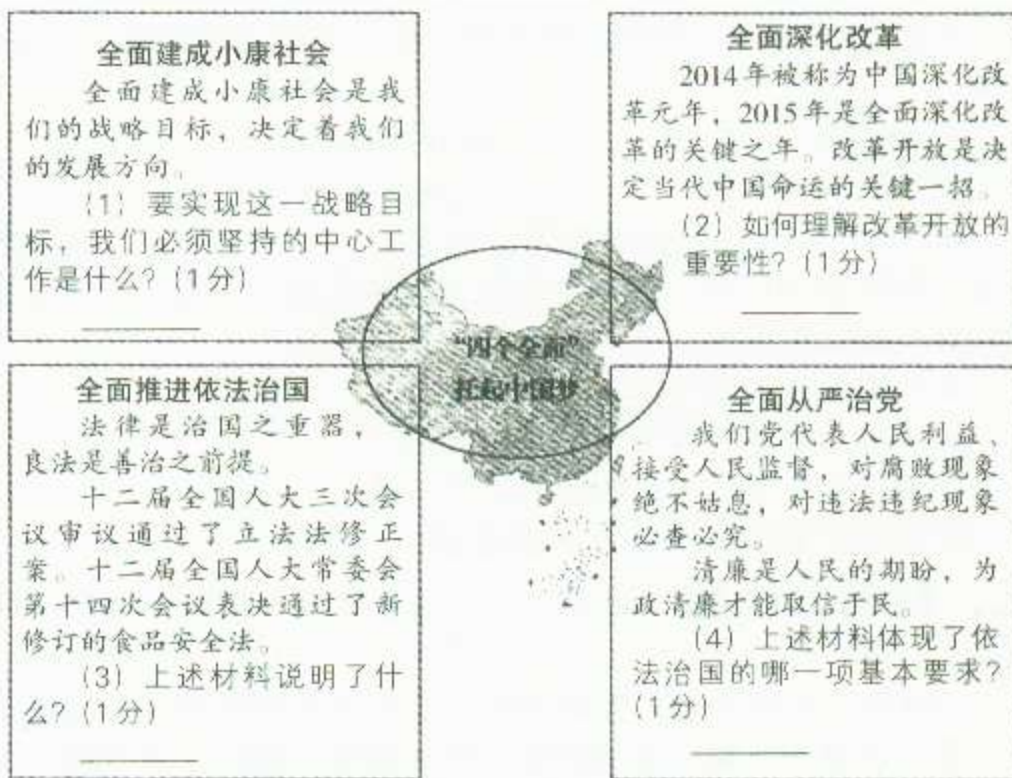 全面建成小康社会
全面建成小康社会是我
们的战略目标，决定着我们
的发展方向。
(1) 要实现这一战略目
标，我们必须坚持的中心工
作是什么？(1分)
全面深化改革
2014年被称为中国深化改
革元年，2015年是全面深化改
革的关键之年。改革开放是决
定当代中国命运的关键一招。
(2) 如何理解改革开放的
重要性？(1分)
“四个全面”
托起中国梦
全面推进依法治国
法律是治国之重器，
良法是善治之前提。
十二届全国人大三次会
议审议通过了立法法修正
案。十二届全国人大常委会
第十四次会议表决通过了新
修订的食品安全法。
(3) 上述材料说明了什
么？(1分)
全面从严治党
我们党代表人民利益、
接受人民监督，对腐败现象
绝不姑息，对违法违纪现象
必查必究。
清廉是人民的期盼，为
政清廉才能取信于民。
(4) 上述材料体现了依
法治国的哪一项基本要求？
(1分)